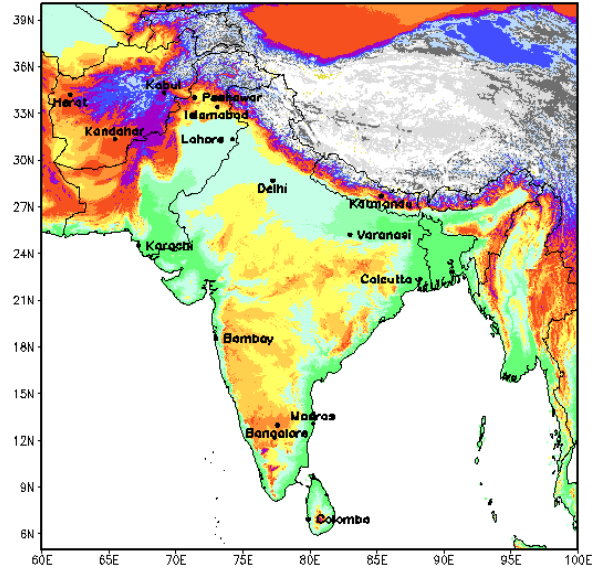 39N
36N
Kabul
Peshawar
Herat
33N
Islamabad
Kandahar
Lahore
30N
Delhi
27N
Katmandu
Varanasi
24N
Karachi
Calcutta
21N
Bombay
18N
15N
Madras
12N
Bangalore
9N
Colombo
6N
60E 65E 70E 75E 80E 85E 90E 95E 100E